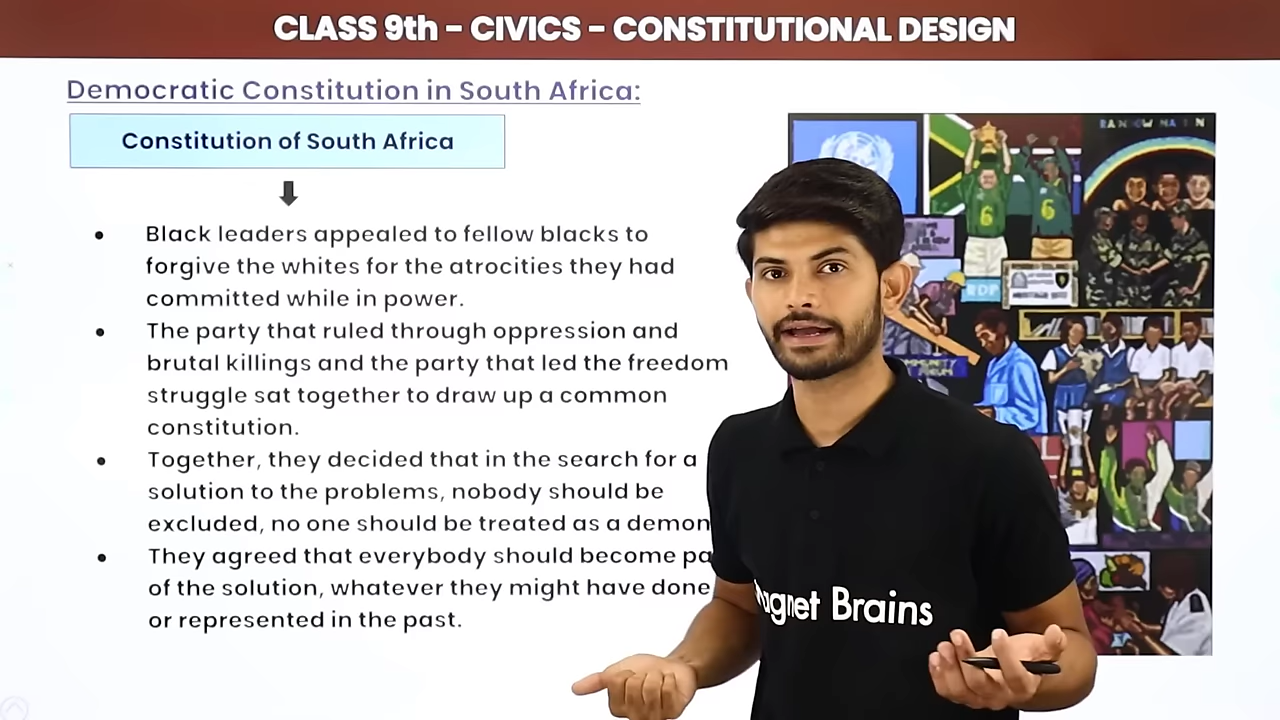 CLASS 9th - CIVICS - CONSTITUTIONAL DESIGN
Democratic Constitution in South Africa:
Constitution of South Africa
• Black leaders appealed to fellow blacks to
forgive the whites for the atrocities they had
committed while in power.
• The party that ruled through oppression and
brutal killings and the party that led the freedom
struggle sat together to draw up a common
constitution.
• Together, they decided that in the search for a
solution to the problems, nobody should be
excluded, no one should be treated as a demon
• They agreed that everybody should become pa
of the solution, whatever they might have done
or represented in the past.
6
6
RDP
agnet Brains